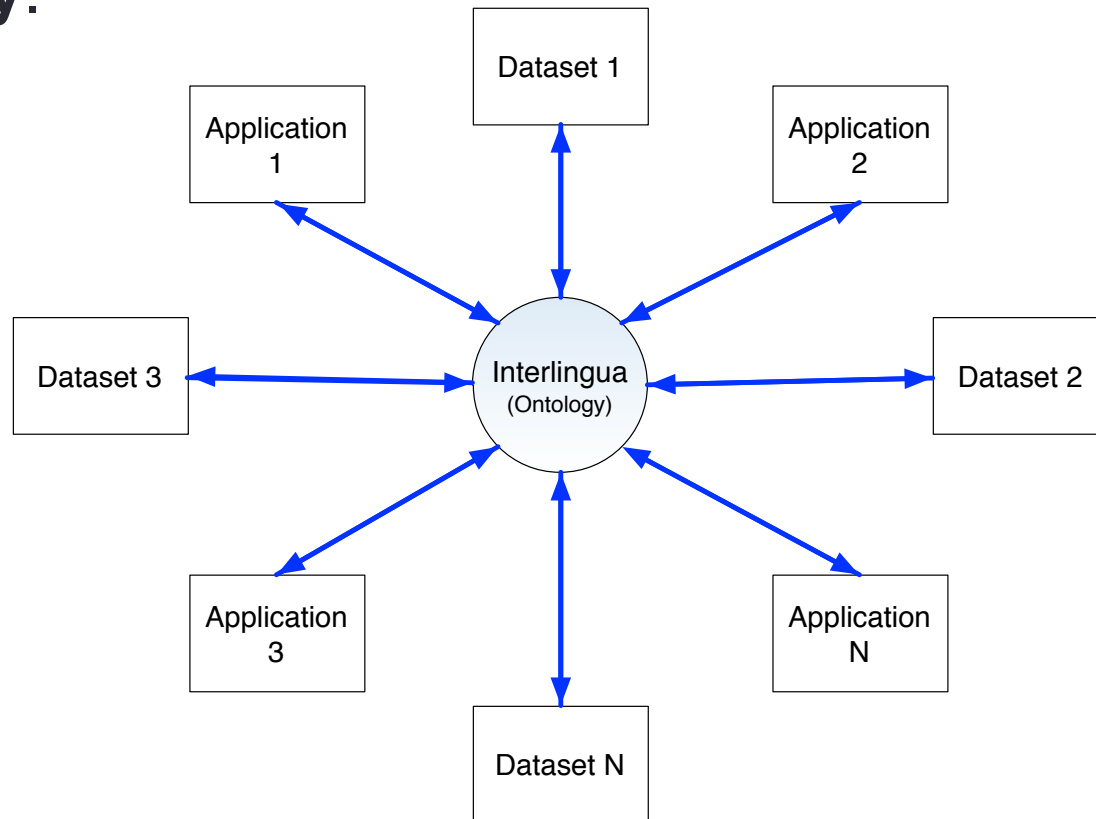 y.
Dataset 1
Application
1
Application
2
Dataset 3
Interlingua
(Ontology)
Dataset 2
Application
3
Application
N
Dataset N